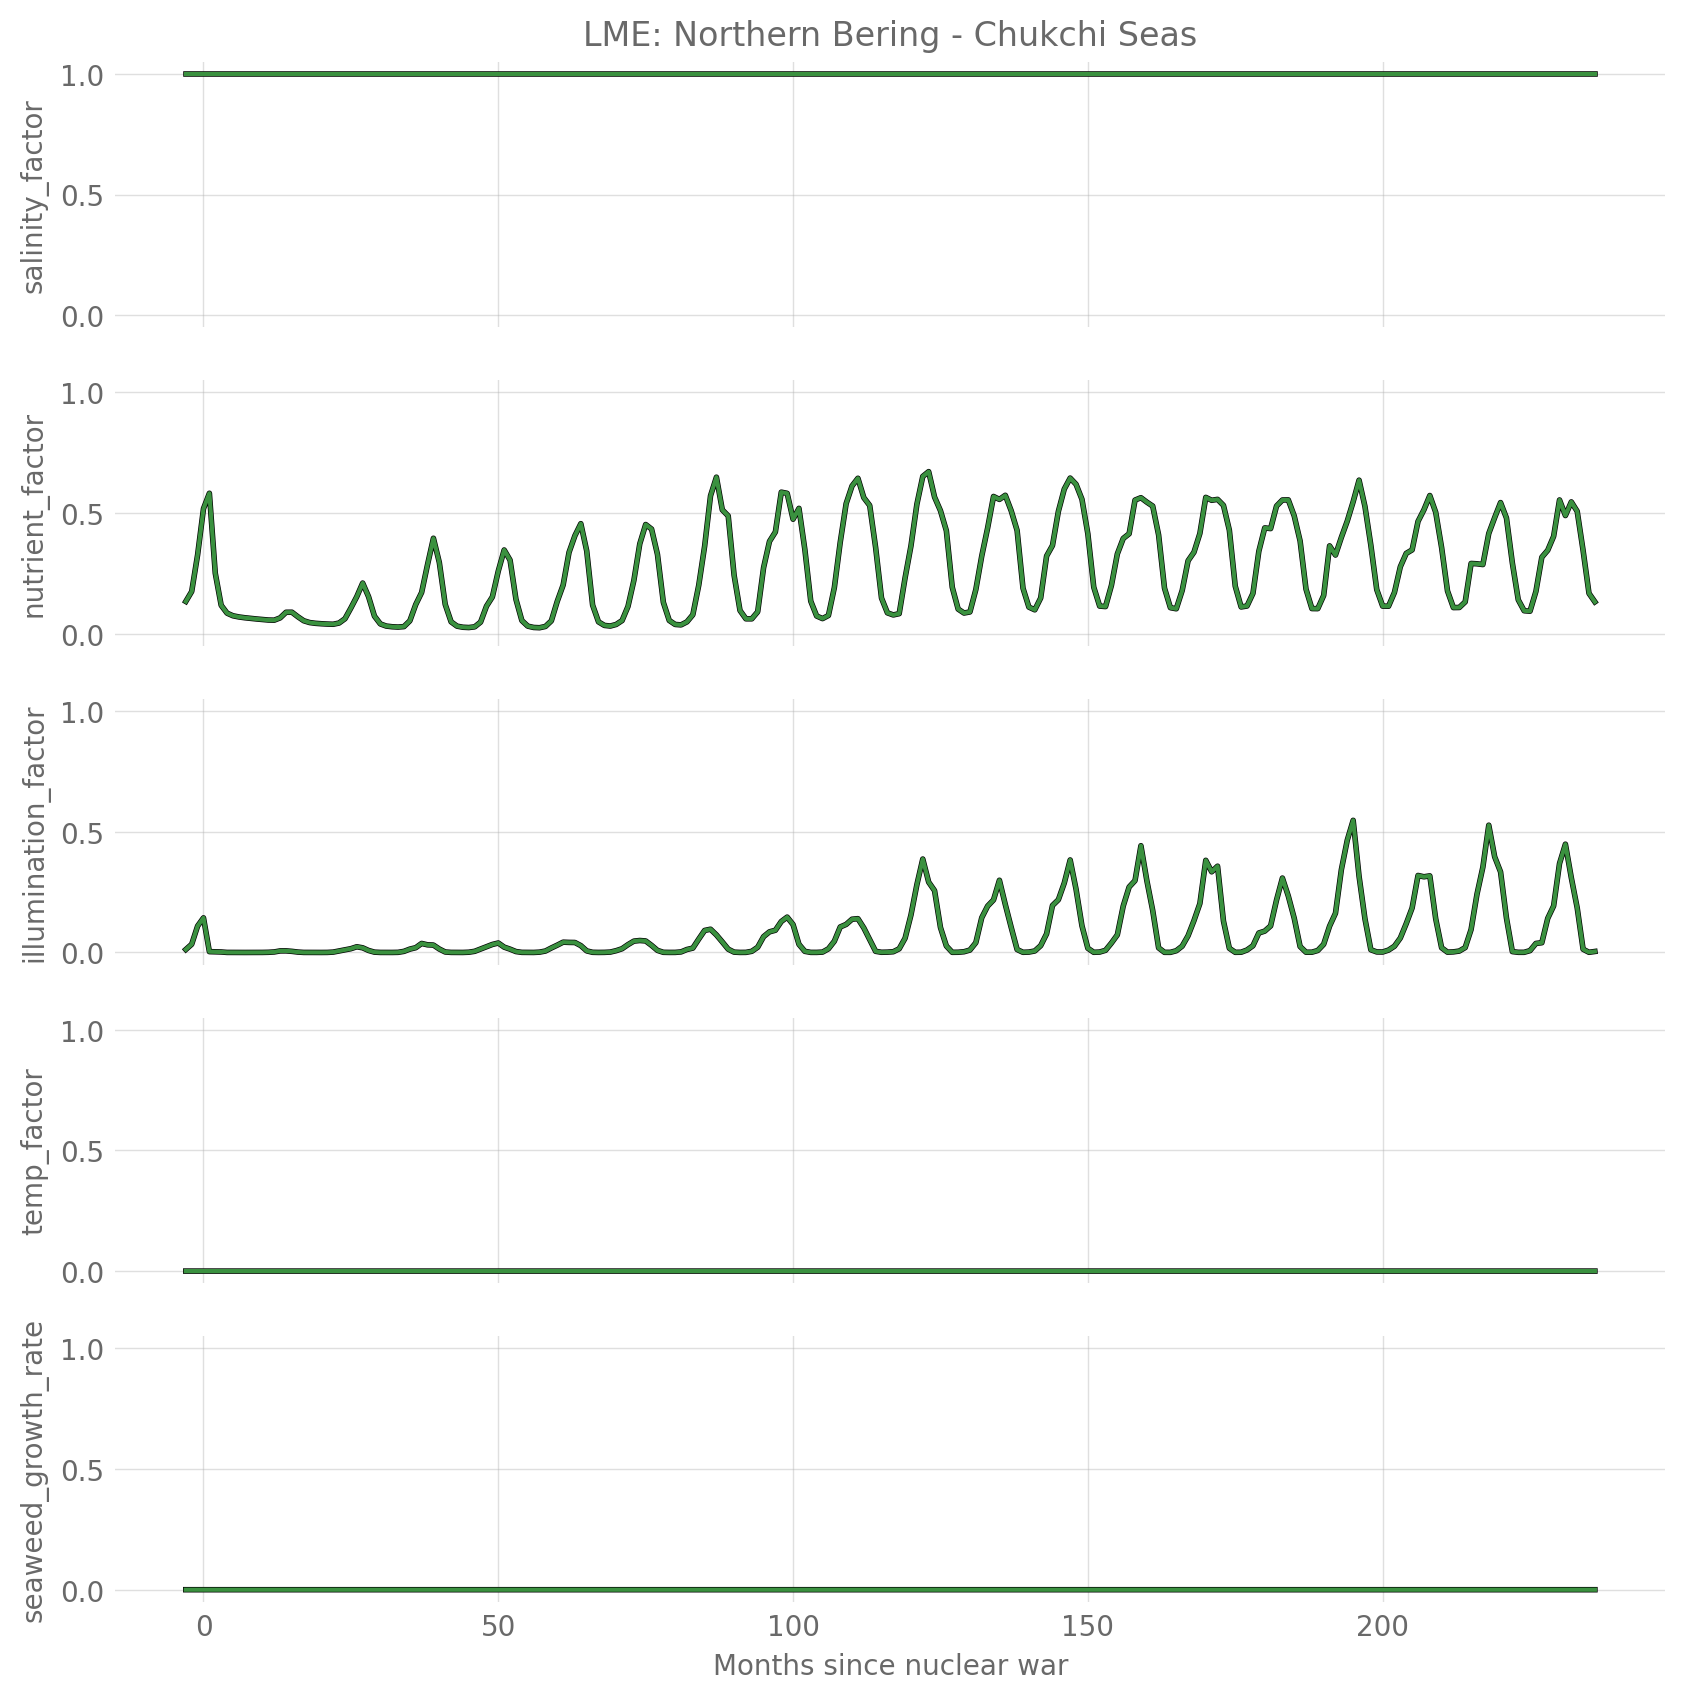 LME: Northern Bering - Chukchi Seas
1.0
0.5
0.0
salinity_factor
1.0
0.5
0.0
nutrient_factor
1.0
0.5
0.0
illumination_factor
1.0
0.5
0.0
temp_factor
1.0
0.5
0.0
seaweed_growth_rate
0 50 100 150 200
Months since nuclear war